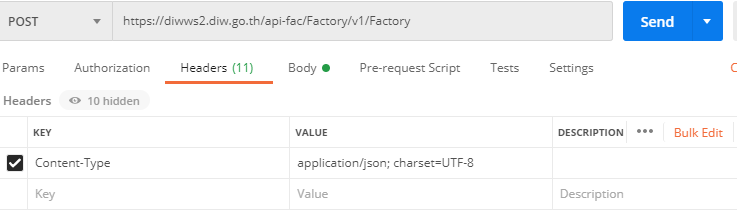 POST https://diwws2.diw.go.th/api-fac/Factory/v1/Factory Send
Params Authorization Headers (11) Body Pre-request Script Tests Settings
Headers 10 hidden
KEY VALUE DESCRIPTION ••• Bulk Edit
Content-Type application/json; charset=UTF-8
Key Value Description